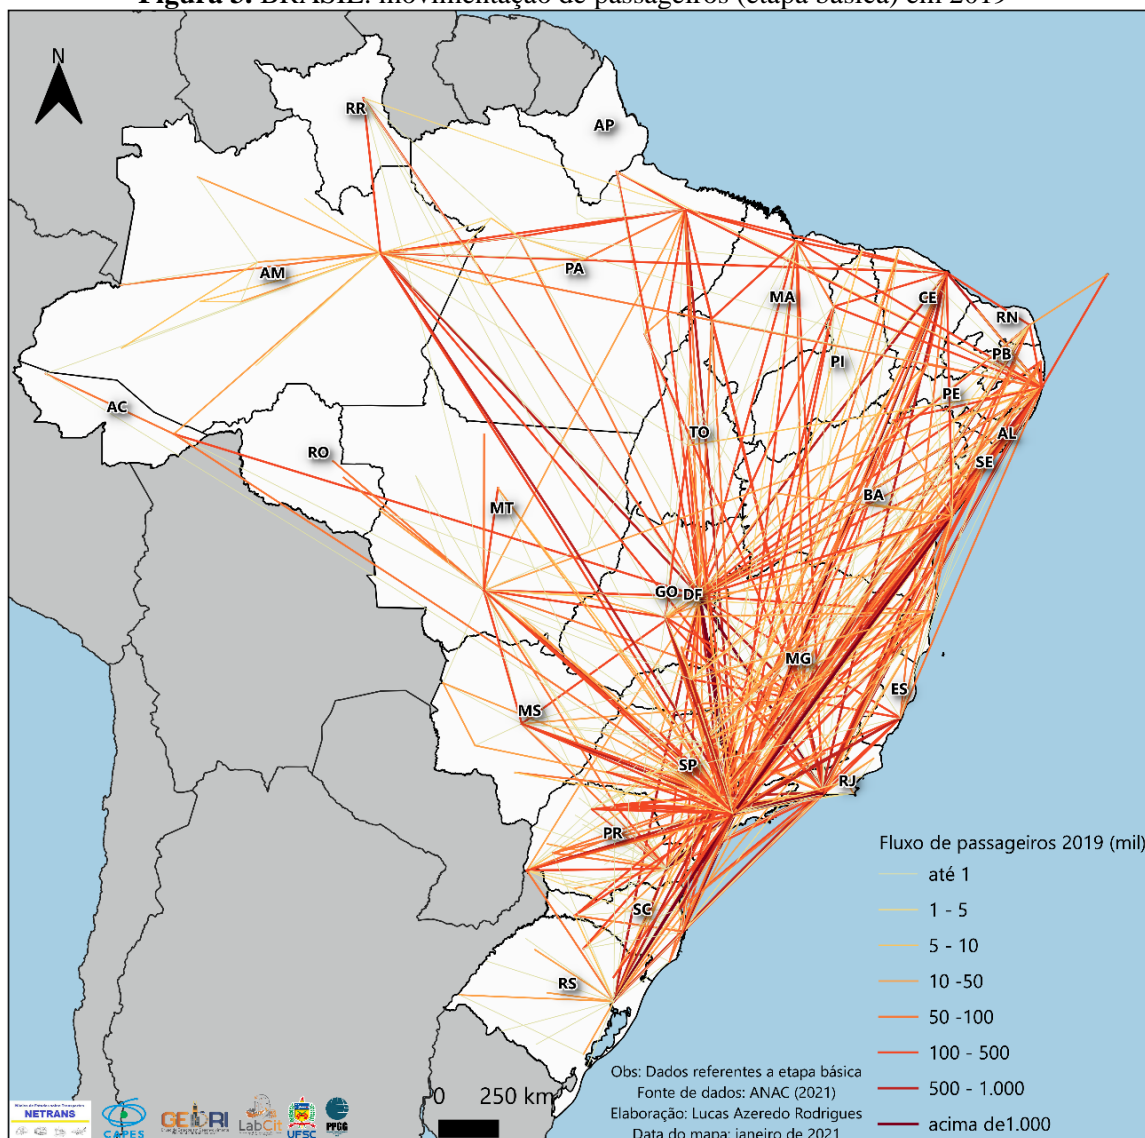 Figura 3. BRASIL: movimentação de passageiros (etapa básica) em 2019
N
RR
AP
AM
PA
MA
CE
RN
PB
PI
PE
AC
TO
AL
RO
SE
BA
MT
GO
DF
MG
ES
MS
SP
RJ
PR
SC
RS
Fluxo de passageiros 2019 (mil)
até 1
1 - 5
5 - 10
10 -50
50 -100
100 - 500
500 - 1.000
acima de1.000
0 250 km
Obs: Dados referentes a etapa básica
Fonte de dados: ANAC (2021)
Elaboração: Lucas Azeredo Rodrigues
Data do mapa: janeiro de 2021
NETRANS
CAPES
LabCit
UFSC
PPGG